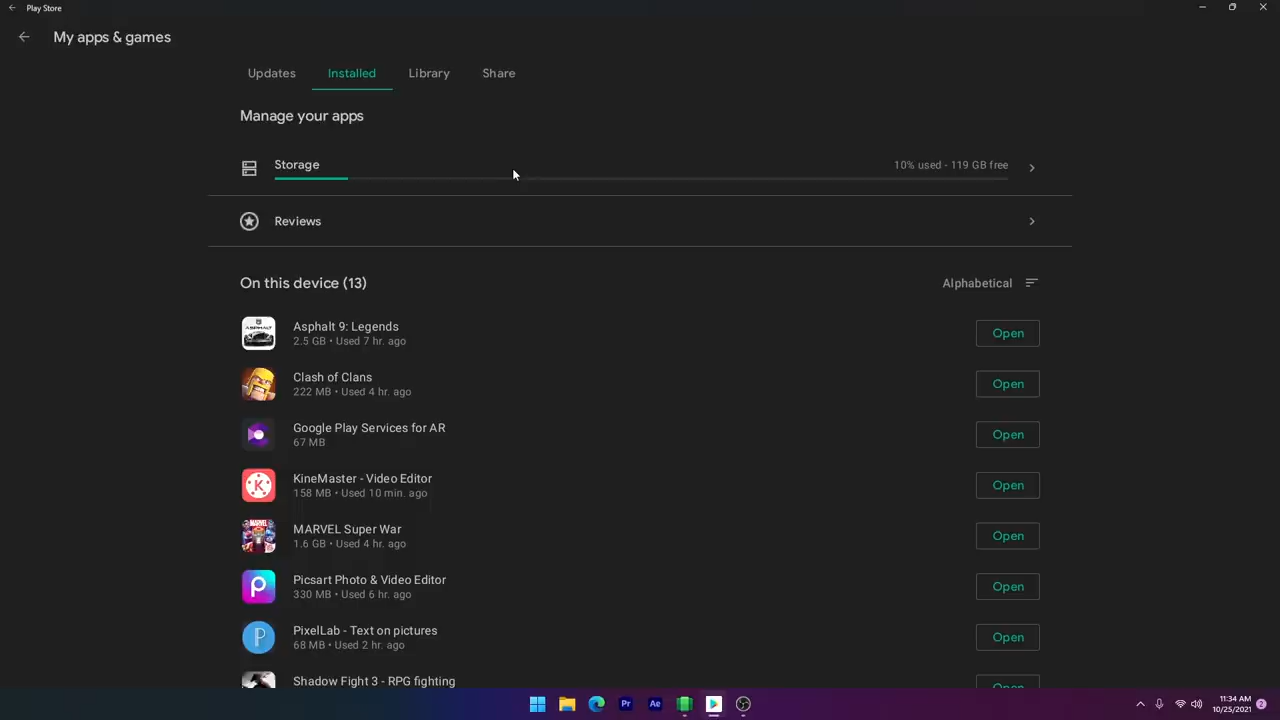 Play Store
My apps & games
Updates
Installed
Library
Share
Manage your apps
Storage
10% used - 119 GB free
Reviews
On this device (13)
Alphabetical
Asphalt 9: Legends
2.5 GB • Used 7 hr. ago
Open
Clash of Clans
222 MB • Used 4 hr. ago
Open
Google Play Services for AR
67 MB
Open
KineMaster - Video Editor
158 MB • Used 10 min. ago
Open
MARVEL Super War
1.6 GB • Used 4 hr. ago
Open
Picsart Photo & Video Editor
330 MB • Used 6 hr. ago
Open
PixelLab - Text on pictures
68 MB • Used 2 hr. ago
Open
Shadow Fight 3 - RPG fighting
Open
Pr
Ae
11:34 AM
10/25/2021
2